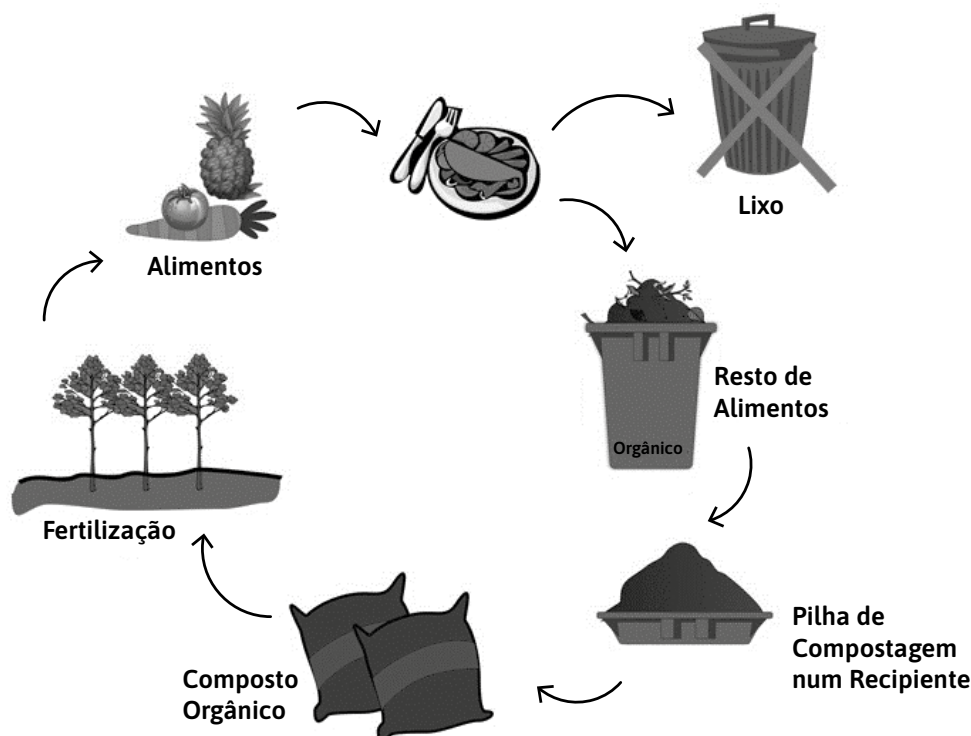 Lixo
Alimentos
Resto de
Alimentos
Orgânico
Fertilização
Pilha de
Compostagem
num Recipiente
Composto
Orgânico